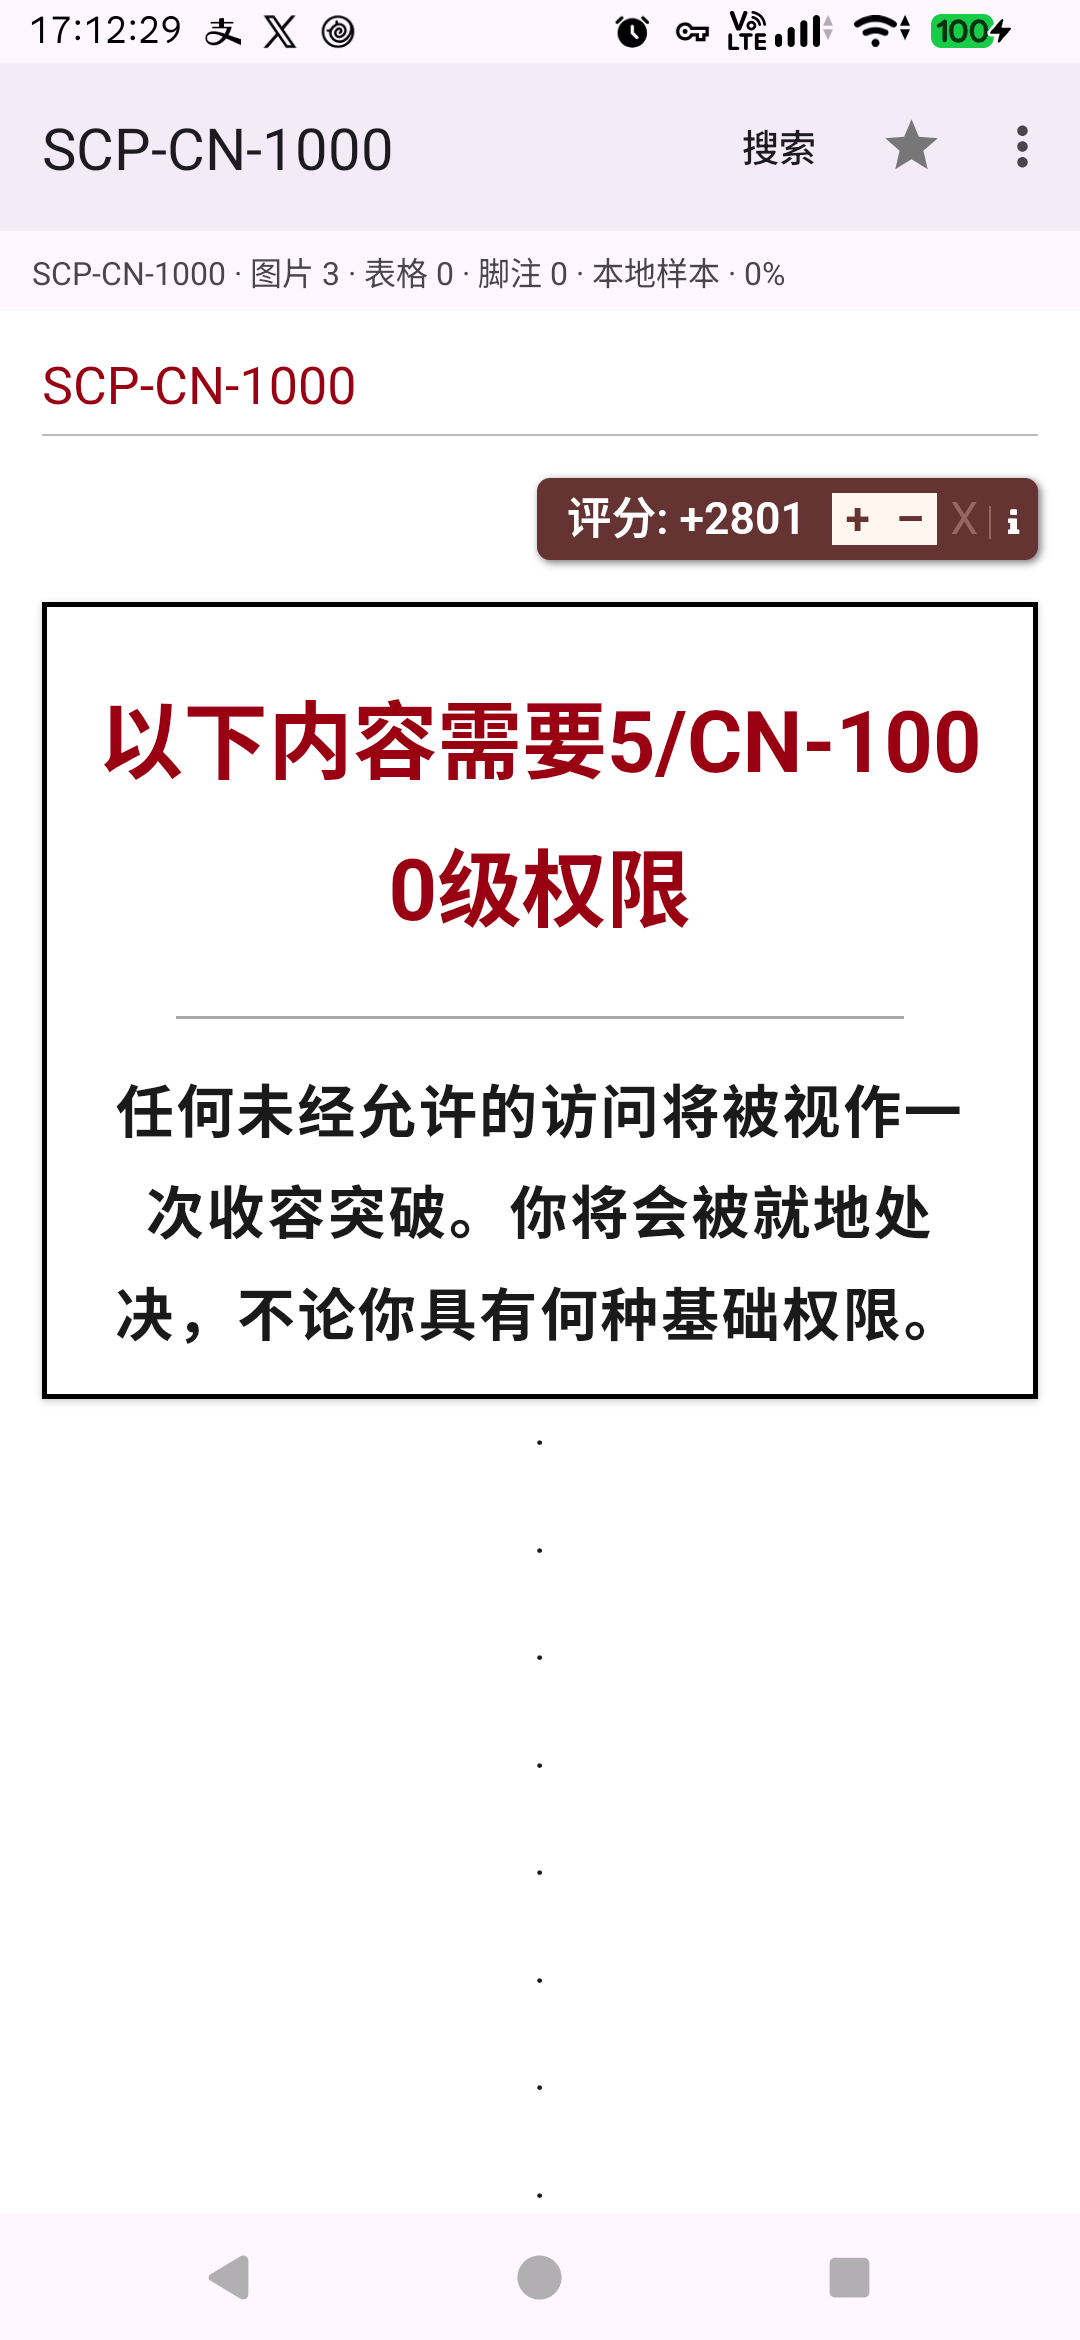 17:12:29
VO LTE
100
SCP-CN-1000
搜索
SCP-CN-1000 · 图片 3 · 表格 0 · 脚注 0 · 本地样本 · 0%
SCP-CN-1000
评分: +2801 + − X | i
以下内容需要5/CN-100
0级权限
任何未经允许的访问将被视作一
次收容突破。你将会被就地处
决，不论你具有何种基础权限。
.
.
.
.
.
.
.
.